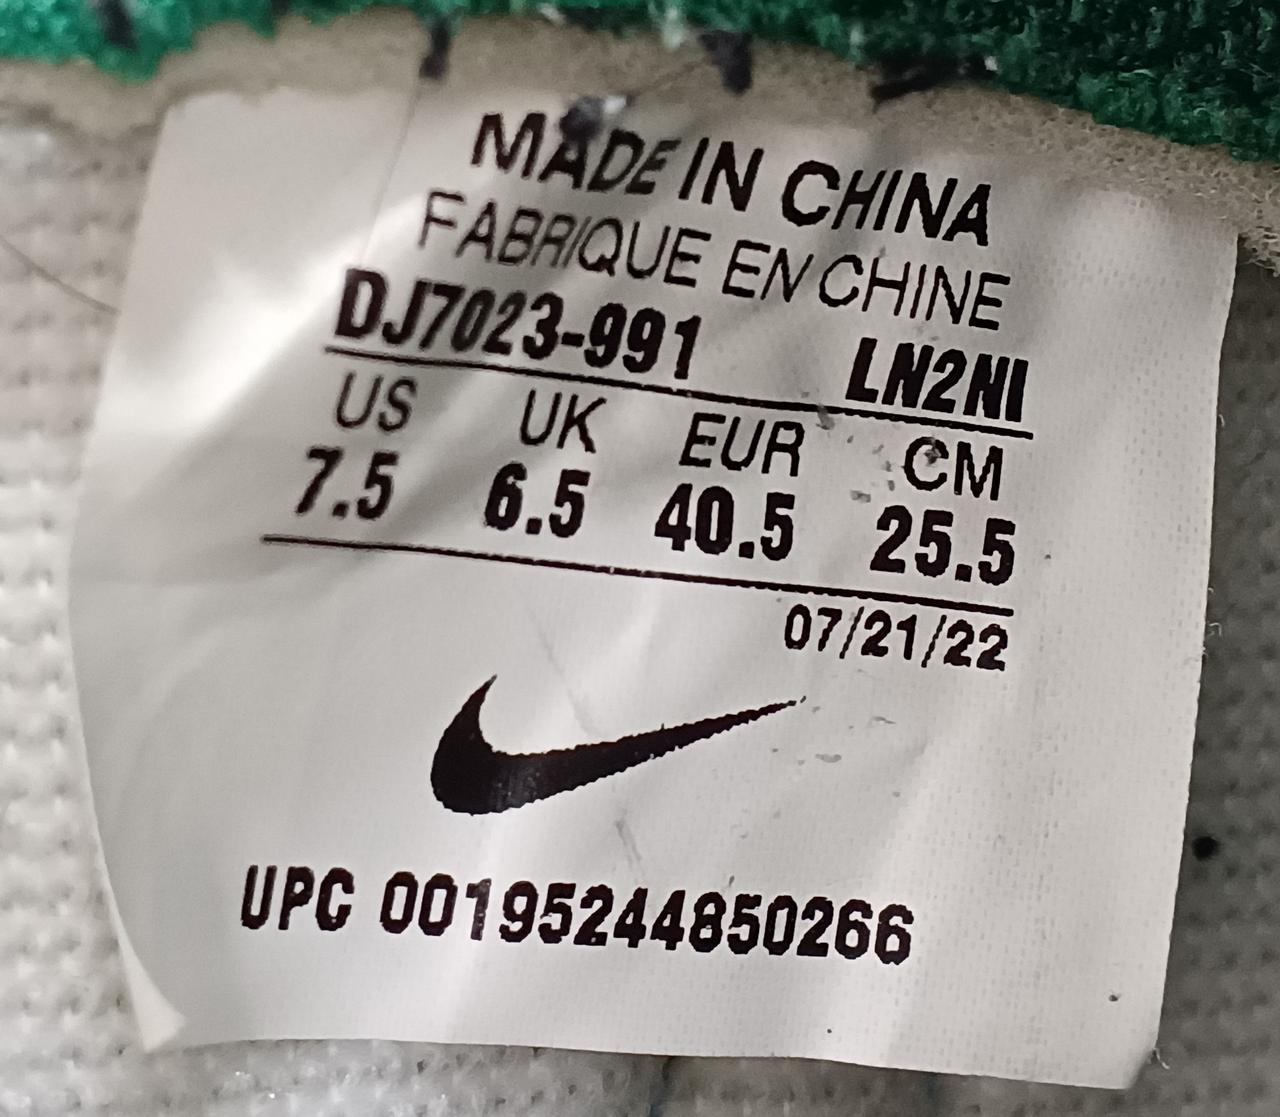 MADE IN CHINA
FABRIQUE EN CHINE
DJ7023-991 LN2NI
US UK EUR CM
7.5 6.5 40.5 25.5
07/21/22
UPC 00195244850266